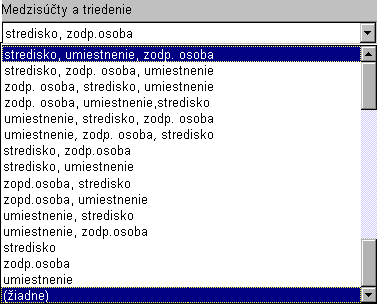 Medzisúčty a triedenie
stredisko, zodp.osoba
stredisko, umiestnenie, zodp. osoba
stredisko, zodp. osoba, umiestnenie
zodp. osoba, stredisko, umiestnenie
zodp. osoba, umiestnenie,stredisko
umiestnenie, stredisko, zodp. osoba
umiestnenie, zodp. osoba, stredisko
stredisko, zodp.osoba
stredisko, umiestnenie
zopd.osoba, stredisko
zopd.osoba, umiestnenie
umiestnenie, stredisko
umiestnenie, zodp.osoba
stredisko
zodp.osoba
umiestnenie
(žiadne)